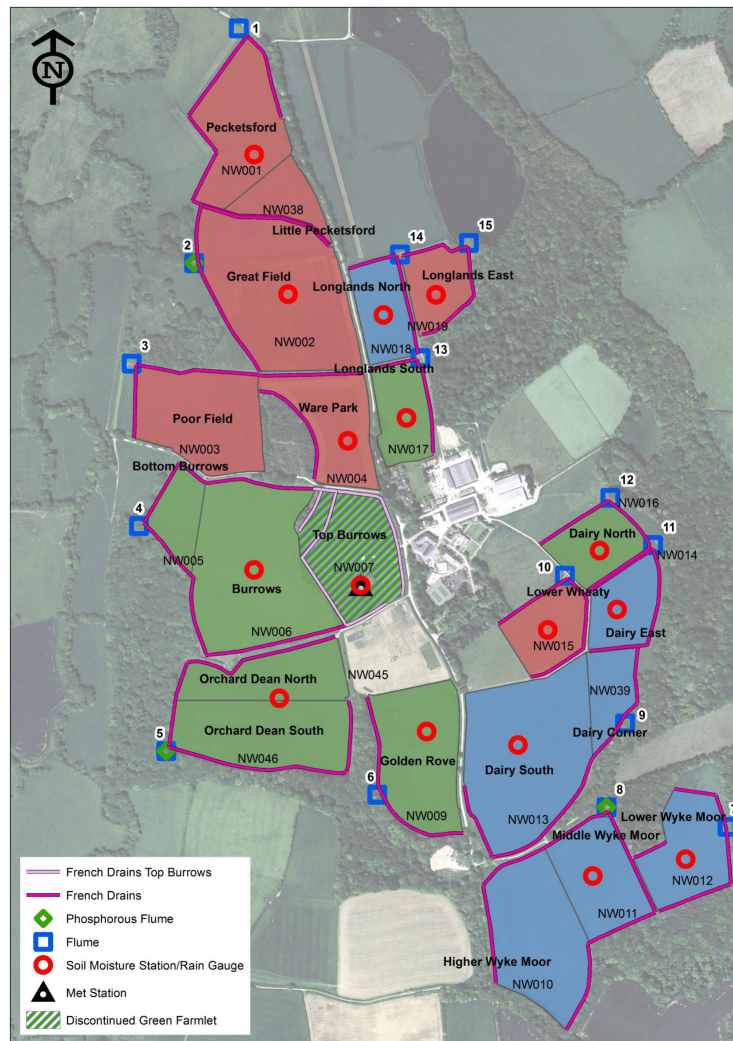 N
1
Pecketsford
NW001
NW038
Little Pecketsford
2
Great Field
NW002
14
15
Longlands North
Longlands East
NW019
NW018
13
3
Longlands South
Poor Field
NW003
Ware Park
NW004
NW017
Bottom Burrows
4
NW005
Burrows
NW006
Top Burrows
NW007
12
NW016
Dairy North
11
NW014
10
Lower Wheaty
Dairy East
NW015
Orchard Dean North
NW045
Orchard Dean South
NW046
5
6
Golden Rove
NW009
NW039
9
Dairy Corner
Dairy South
NW013
8
Lower Wyke Moor
7
Middle Wyke Moor
NW012
NW011
Higher Wyke Moor
NW010
French Drains Top Burrows
French Drains
Phosphorous Flume
Flume
Soil Moisture Station/Rain Gauge
Met Station
Discontinued Green Farmlet